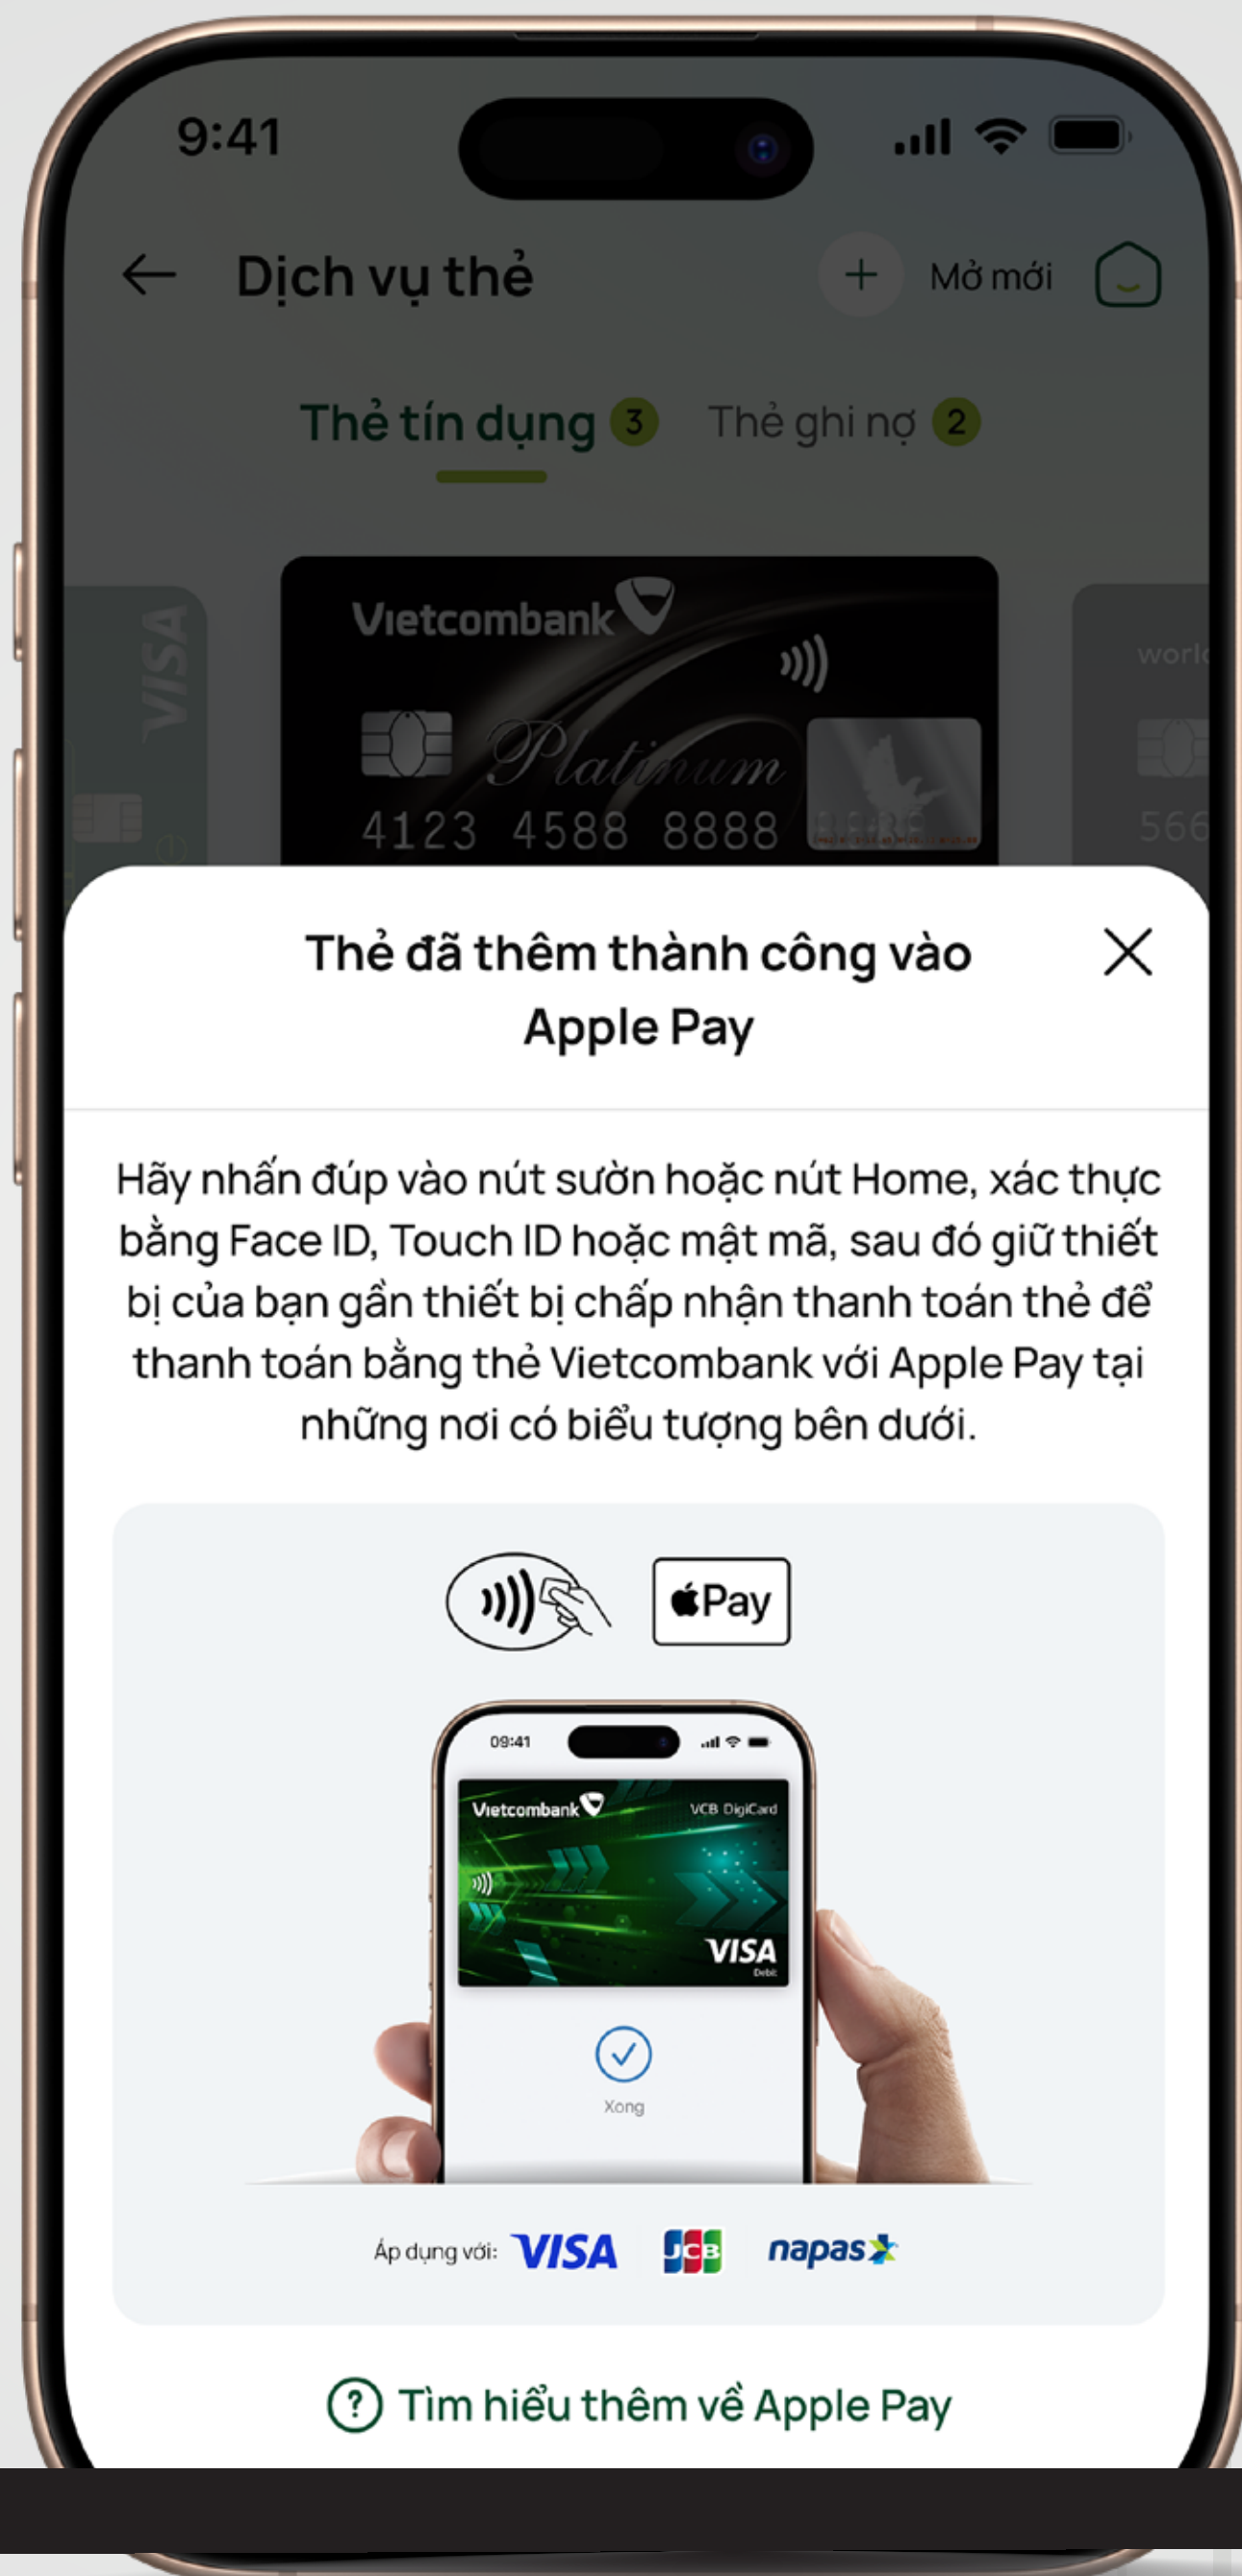 9:41
Dịch vụ thẻ
Mở mới
Thẻ tín dụng 3
Thẻ ghi nợ 2
VISA
Vietcombank
Platinum
4123 4588 8888
worl
566
Thẻ đã thêm thành công vào
Apple Pay
Hãy nhấn đúp vào nút sườn hoặc nút Home, xác thực
bằng Face ID, Touch ID hoặc mật mã, sau đó giữ thiết
bị của bạn gần thiết bị chấp nhận thanh toán thẻ để
thanh toán bằng thẻ Vietcombank với Apple Pay tại
những nơi có biểu tượng bên dưới.
Pay
09:41
Vietcombank
VCB DigiCard
VISA
Debit
Xong
Áp dụng với: VISA JCB napas
? Tìm hiểu thêm về Apple Pay